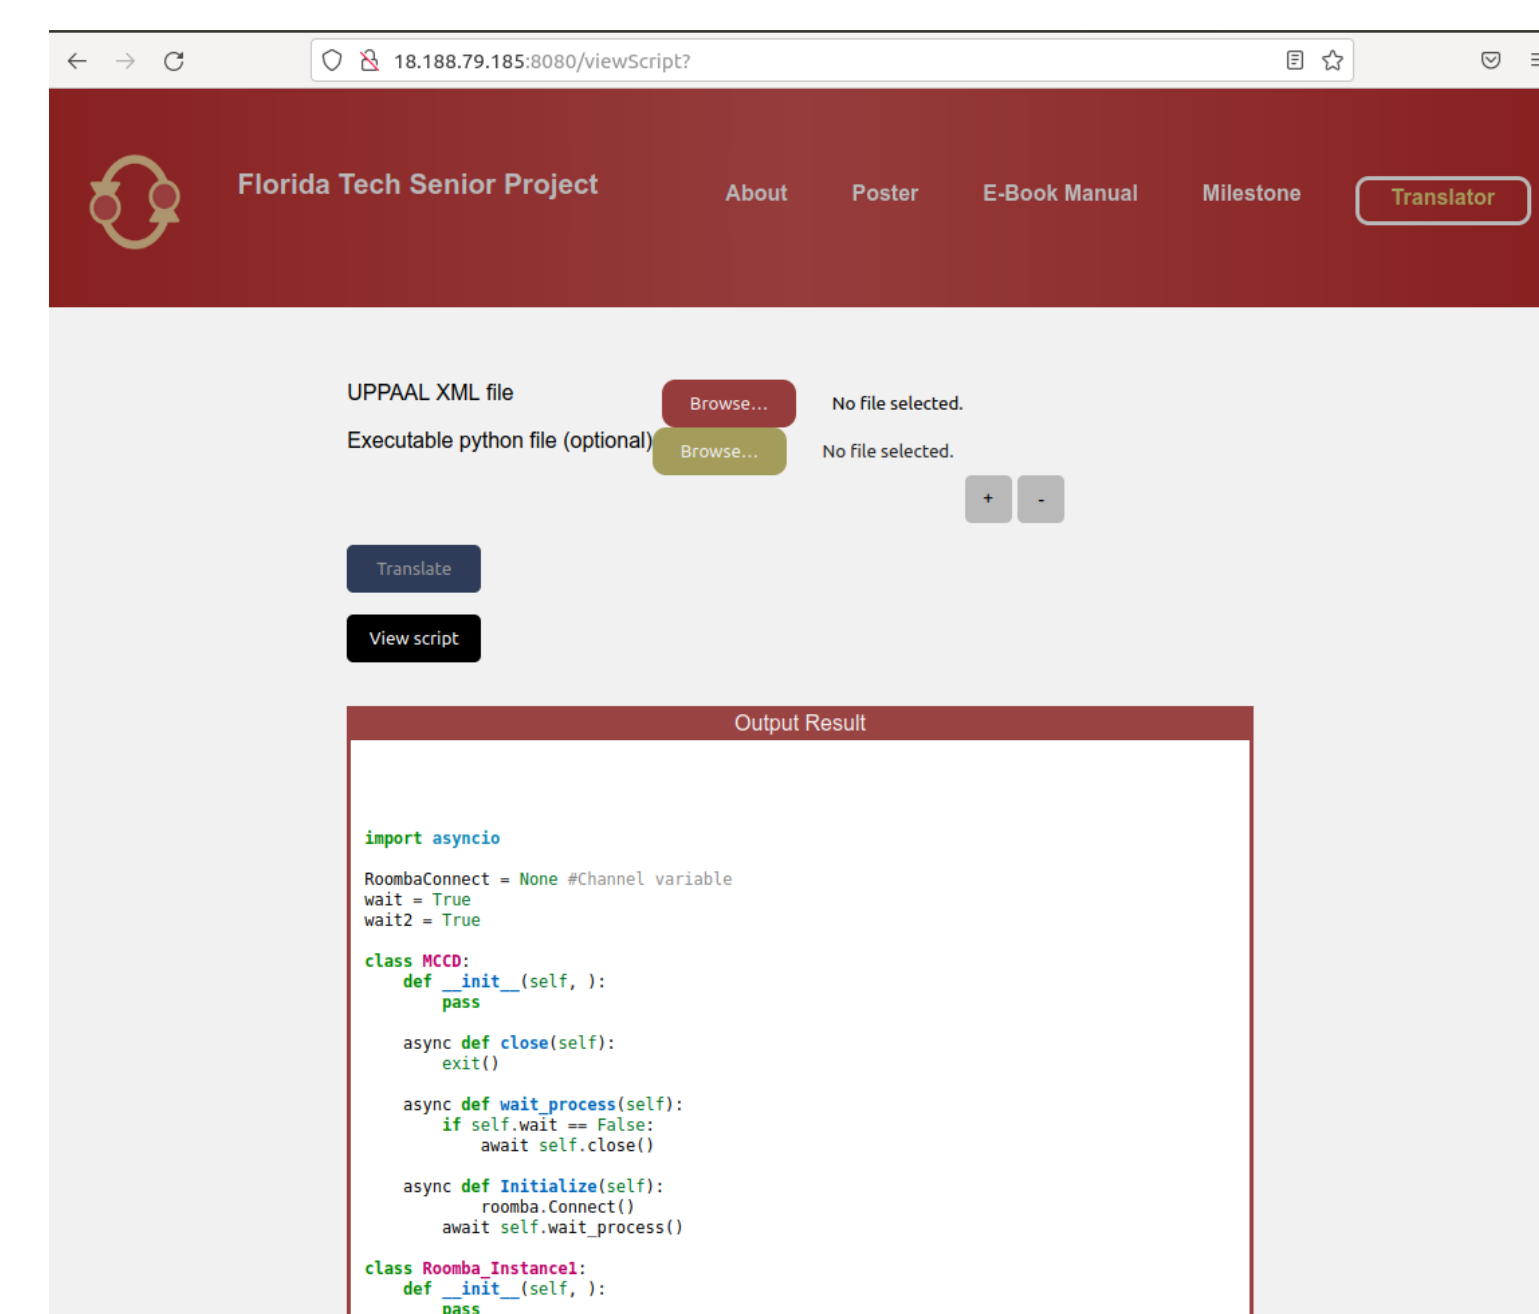 18.188.79.185:8080/viewScript?
Florida Tech Senior Project
About
Poster
E-Book Manual
Milestone
Translator
UPPAAL XML file
Browse...
No file selected.
Executable python file (optional)
Browse...
No file selected.
+
-
Translate
View script
Output Result
import asyncio
RoombaConnect = None #Channel variable
wait = True
wait2 = True
class MCCD:
    def __init__(self, ):
        pass
    async def close(self):
        exit()
    async def wait_process(self):
        if self.wait == False:
            await self.close()
    async def Initialize(self):
            roomba.Connect()
        await self.wait_process()
class Roomba_Instance1:
    def __init__(self, ):
        pass